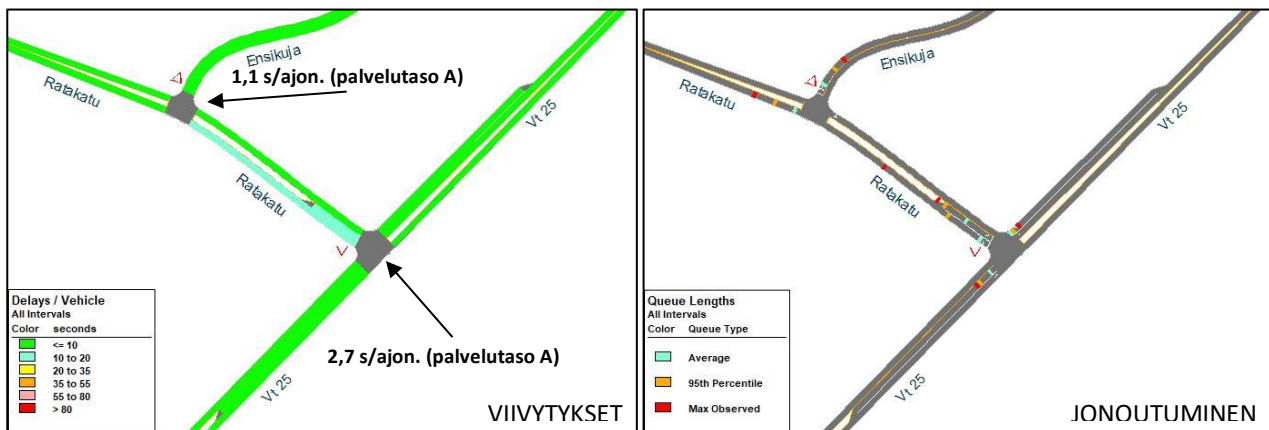 Ensikuja
1,1 s/ajon. (palvelutaso A)
Ratakatu
Vt 25
Ratakatu
Delays / Vehicle
All Intervals
Color seconds
<= 10
10 to 20
20 to 35
35 to 55
55 to 80
> 80
2,7 s/ajon. (palvelutaso A)
Vt 25
VIIVYTYKSET
Ensikuja
Ratakatu
Vt 25
Ratakatu
Queue Lengths
All Intervals
Color Queue Type
Average
95th Percentile
Max Observed
Vt 25
JONOUTUMINEN